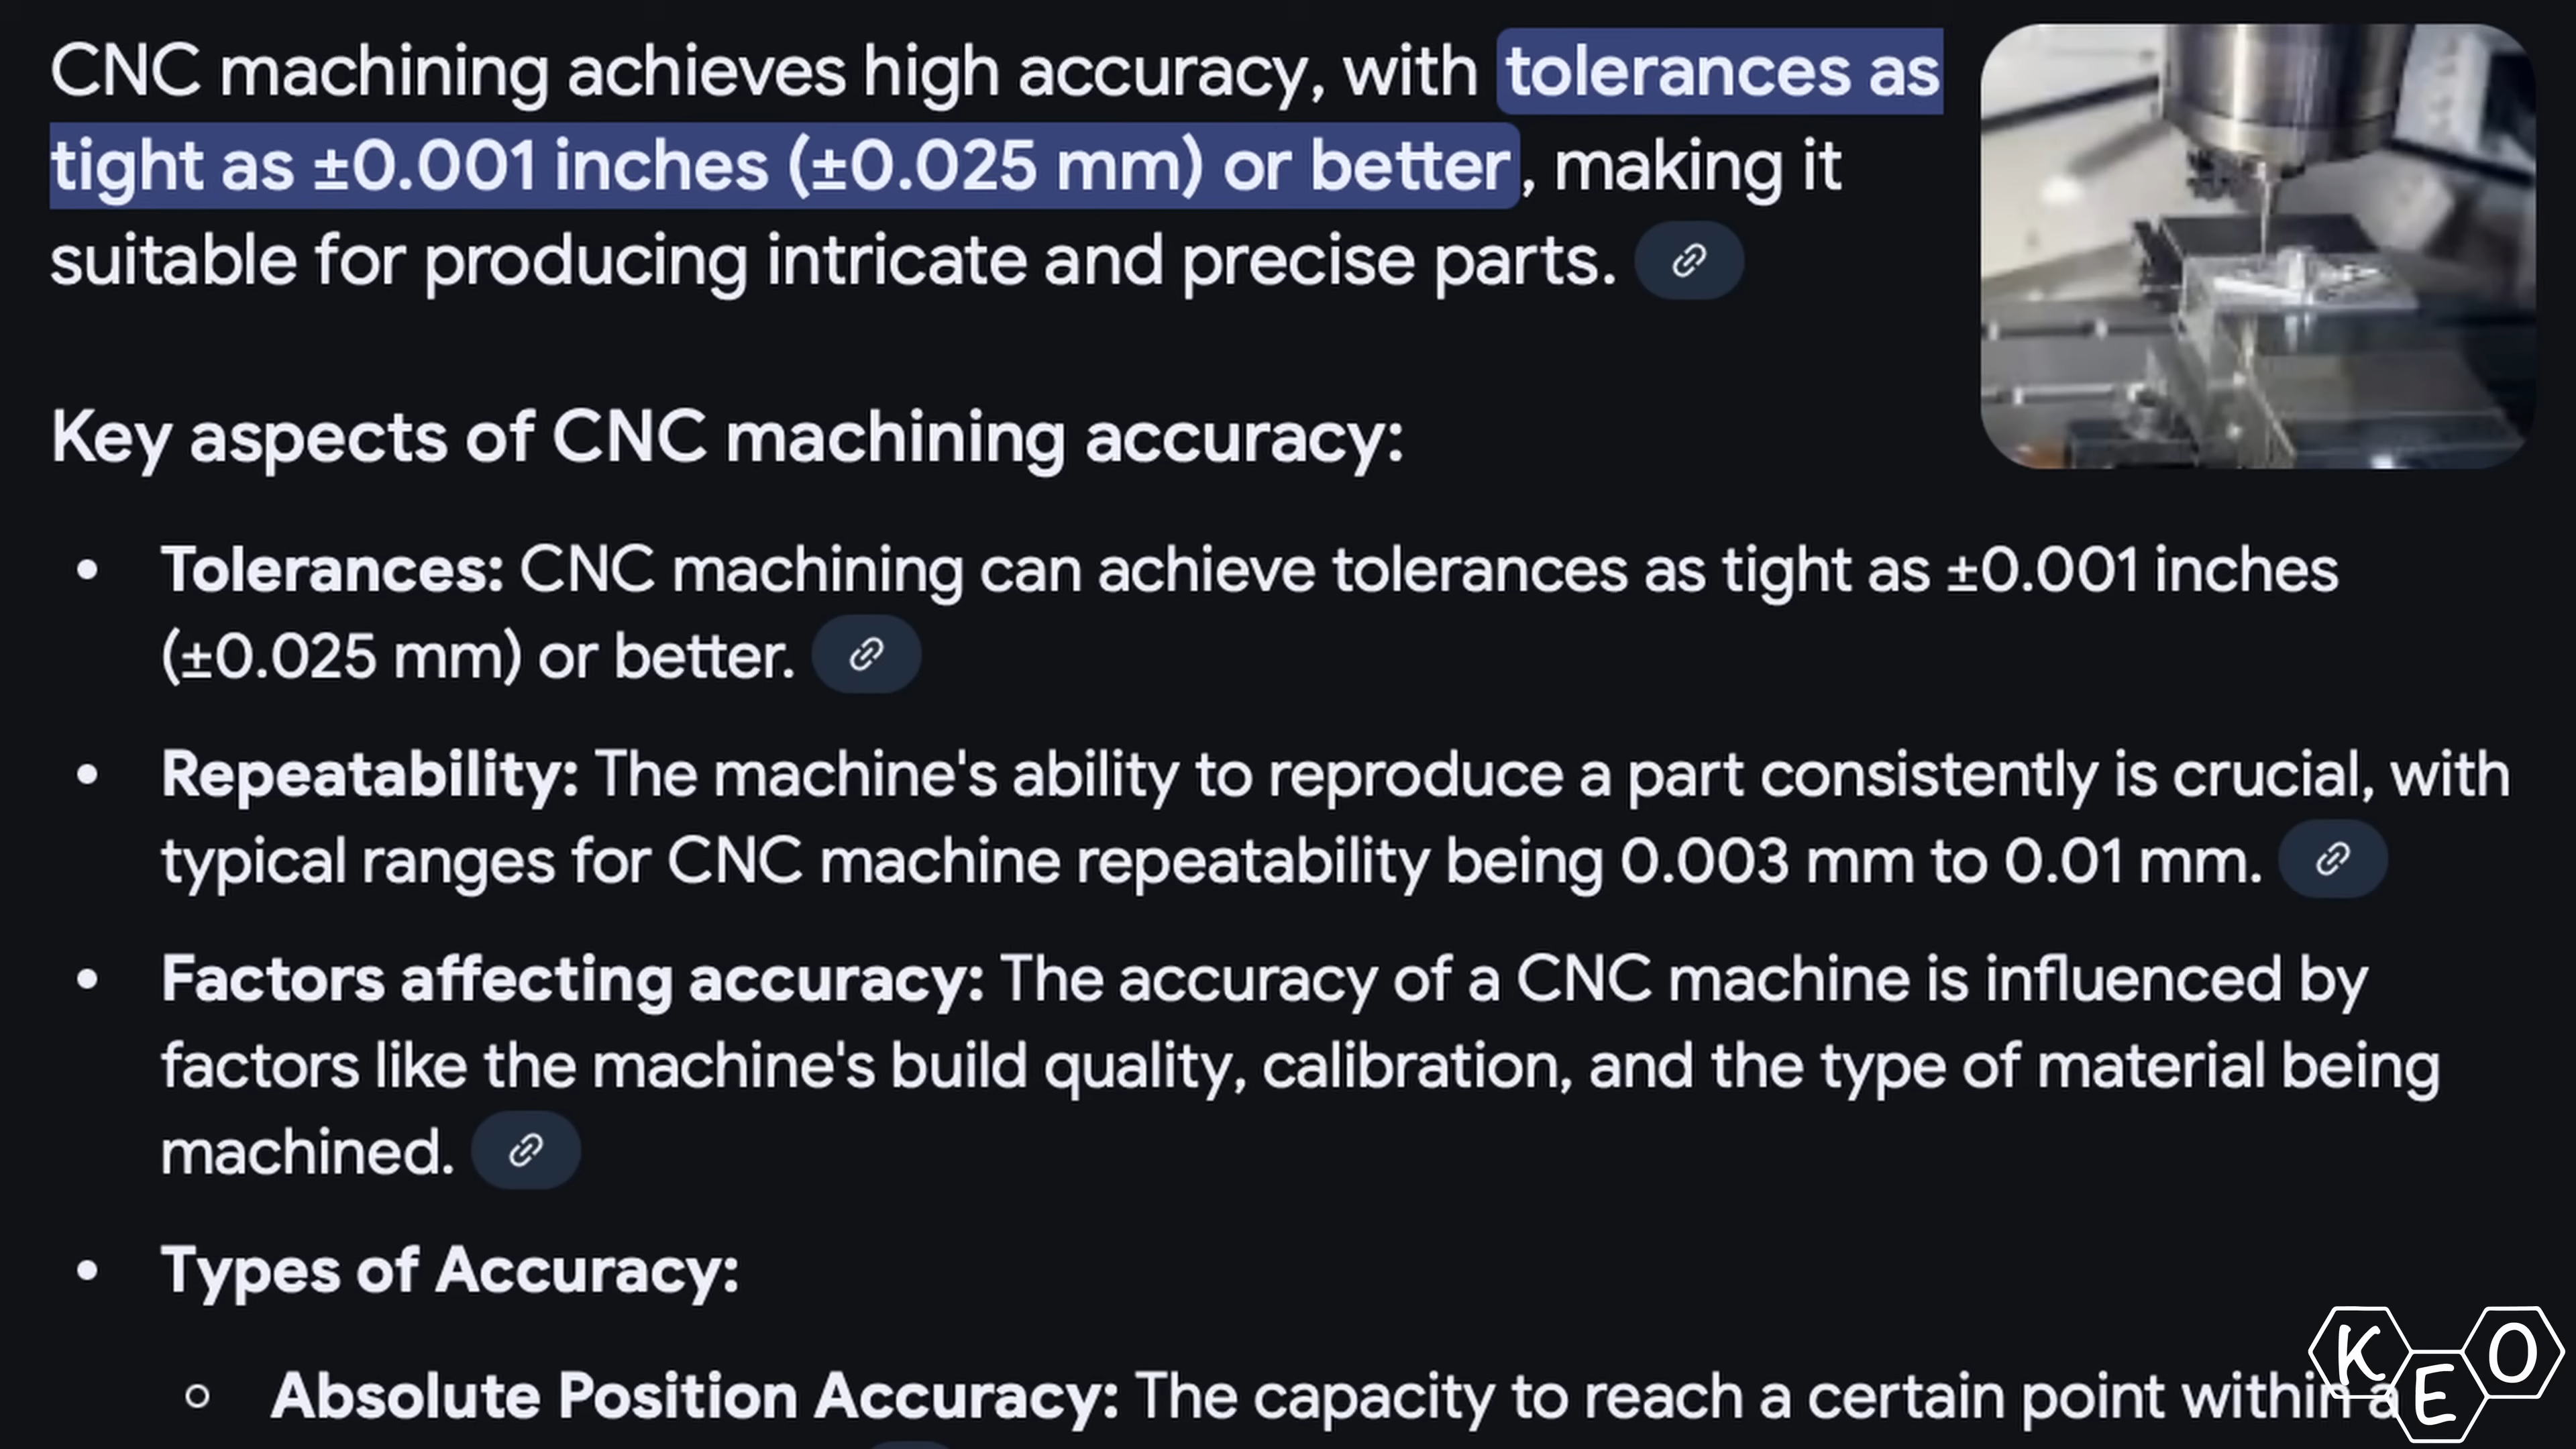 CNC machining achieves high accuracy, with tolerances as
tight as ±0.001 inches (±0.025 mm) or better, making it
suitable for producing intricate and precise parts.
Key aspects of CNC machining accuracy:
• Tolerances: CNC machining can achieve tolerances as tight as ±0.001 inches
(±0.025 mm) or better.
• Repeatability: The machine's ability to reproduce a part consistently is crucial, with
typical ranges for CNC machine repeatability being 0.003 mm to 0.01 mm.
• Factors affecting accuracy: The accuracy of a CNC machine is influenced by
factors like the machine's build quality, calibration, and the type of material being
machined.
• Types of Accuracy:
○ Absolute Position Accuracy: The capacity to reach a certain point within a
KEO